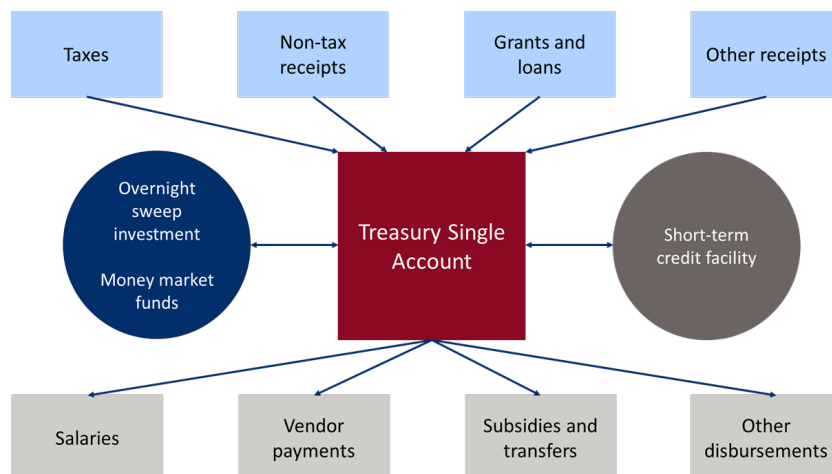 Taxes
Non-tax
receipts
Grants and
loans
Other receipts
Overnight
sweep
investment
Money market
funds
Treasury Single
Account
Short-term
credit facility
Salaries
Vendor
payments
Subsidies and
transfers
Other
disbursements